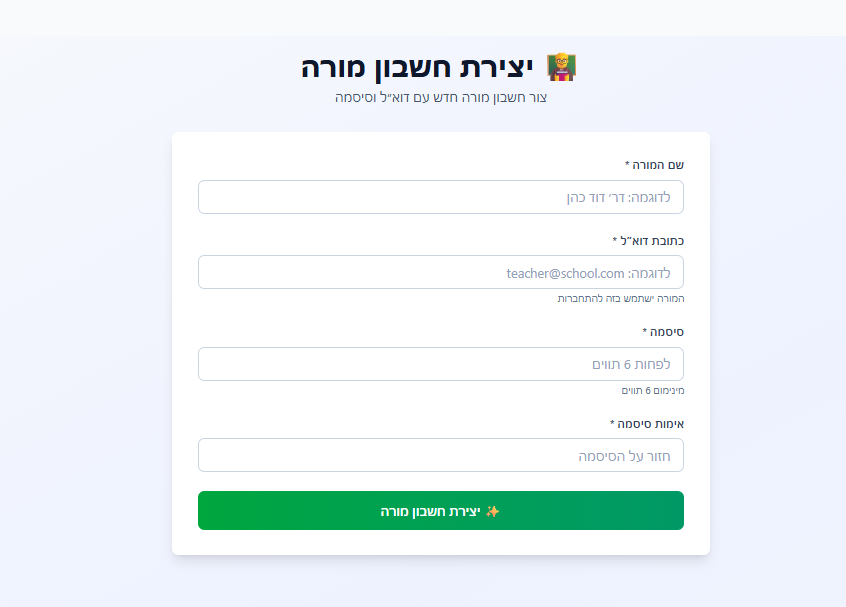 יצירת חשבון מורה
צור חשבון מורה חדש עם דוא״ל וסיסמה
שם המורה *
לדוגמה: דר׳ דוד כהן
כתובת דוא״ל *
לדוגמה: teacher@school.com
המורה ישתמש בזה להתחברות
סיסמה *
לפחות 6 תווים
מינימום 6 תווים
אימות סיסמה *
חזור על הסיסמה
✨ יצירת חשבון מורה